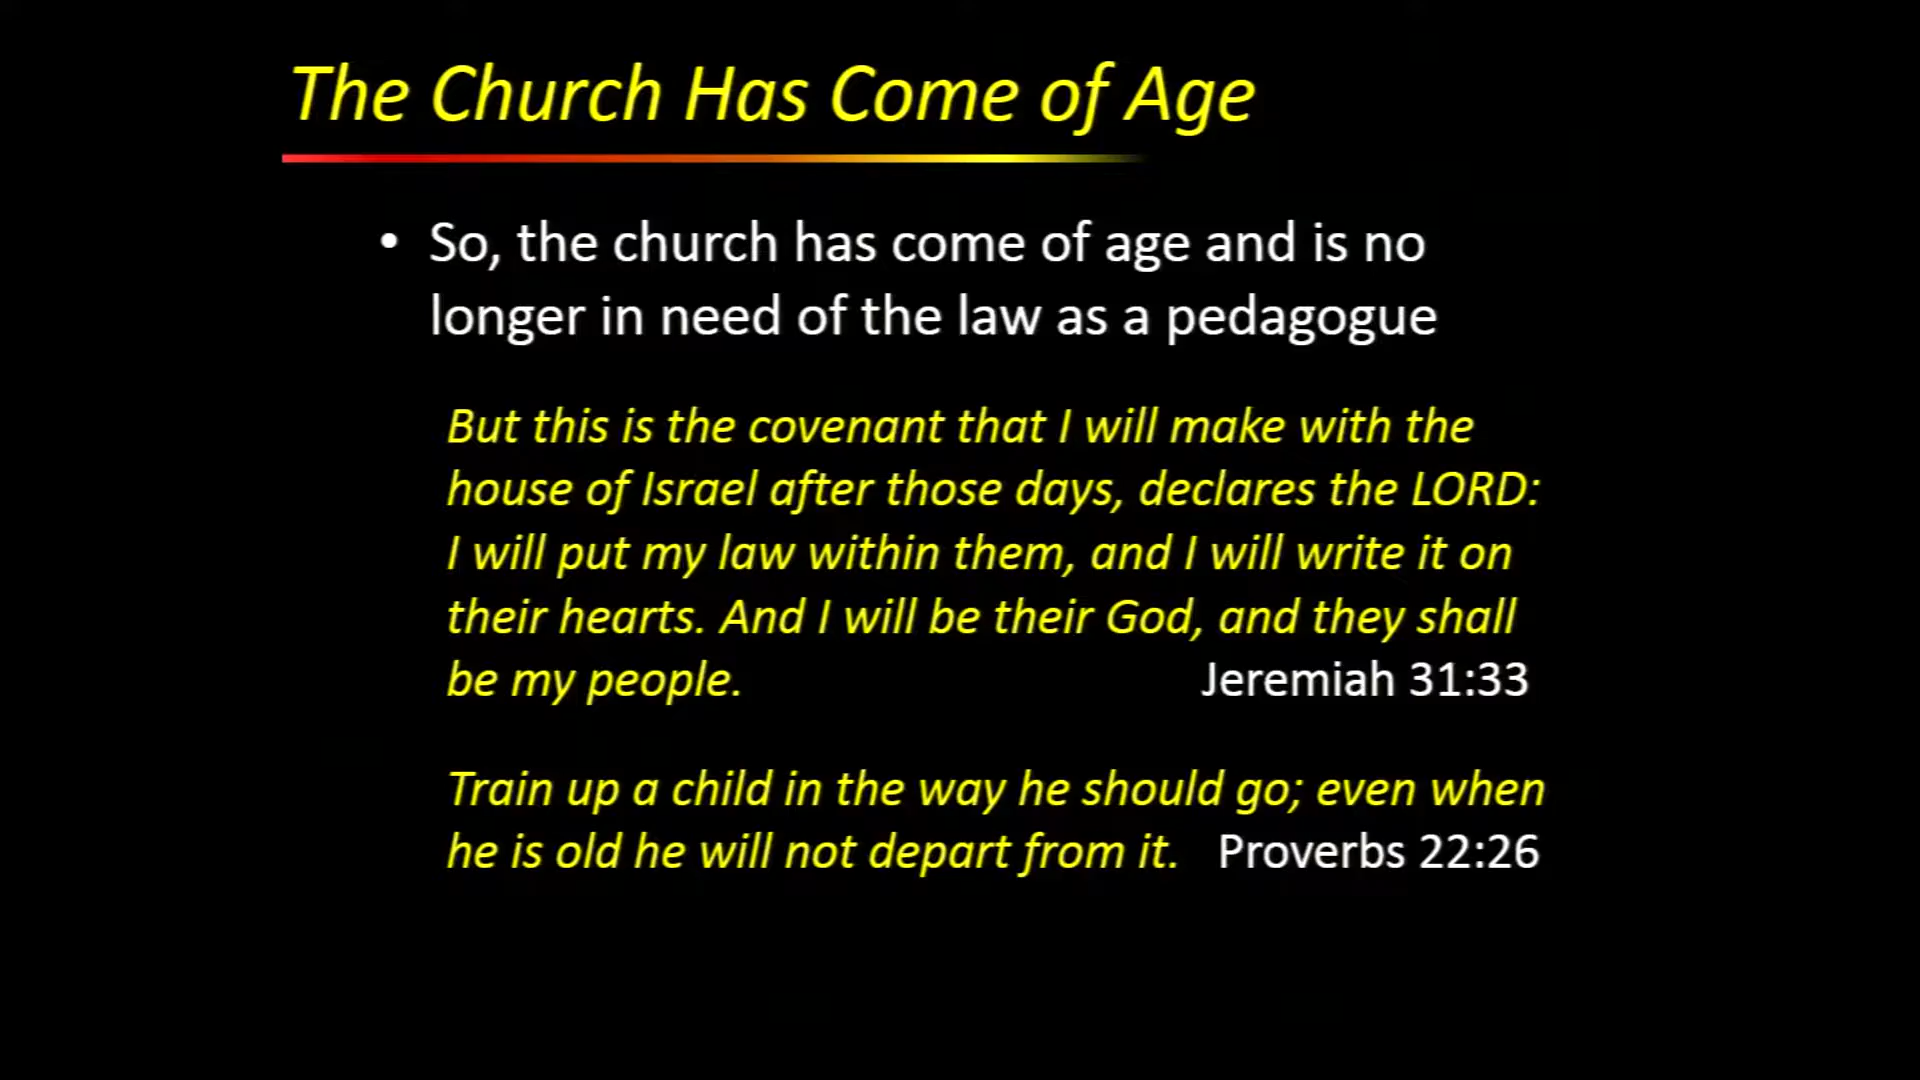 The Church Has Come of Age
• So, the church has come of age and is no
longer in need of the law as a pedagogue
But this is the covenant that I will make with the
house of Israel after those days, declares the LORD:
I will put my law within them, and I will write it on
their hearts. And I will be their God, and they shall
be my people. Jeremiah 31:33
Train up a child in the way he should go; even when
he is old he will not depart from it. Proverbs 22:26